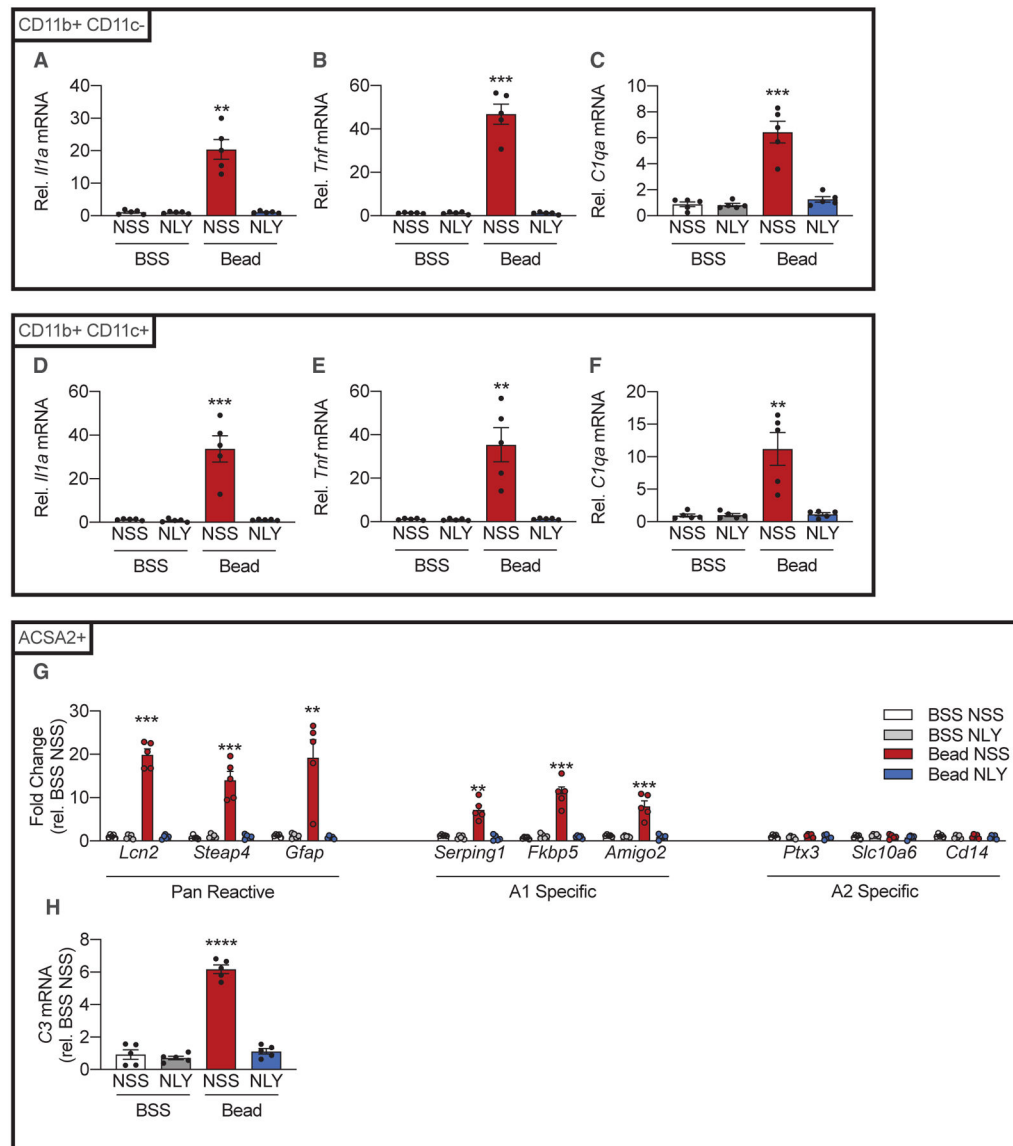 CD11b+ CD11c-
A
B
C
Rel. Il1a mRNA
40
30
20
10
0
**
NSS NLY NSS NLY
BSS Bead
Rel. Tnf mRNA
60
40
20
0
***
NSS NLY NSS NLY
BSS Bead
Rel. C1qa mRNA
10
8
6
4
2
0
***
NSS NLY NSS NLY
BSS Bead
CD11b+ CD11c+
D
E
F
Rel. Il1a mRNA
60
40
20
0
***
NSS NLY NSS NLY
BSS Bead
Rel. Tnf mRNA
60
40
20
0
**
NSS NLY NSS NLY
BSS Bead
Rel. C1qa mRNA
20
15
10
5
0
**
NSS NLY NSS NLY
BSS Bead
ACSA2+
G
Fold Change
(rel. BSS NSS)
30
20
10
0
*** *** ** ** *** ***
Lcn2 Steap4 Gfap Serping1 Fkbp5 Amigo2 Ptx3 Slc10a6 Cd14
Pan Reactive A1 Specific A2 Specific
BSS NSS
BSS NLY
Bead NSS
Bead NLY
H
C3 mRNA
(rel. BSS NSS)
8
6
4
2
0
****
NSS NLY NSS NLY
BSS Bead